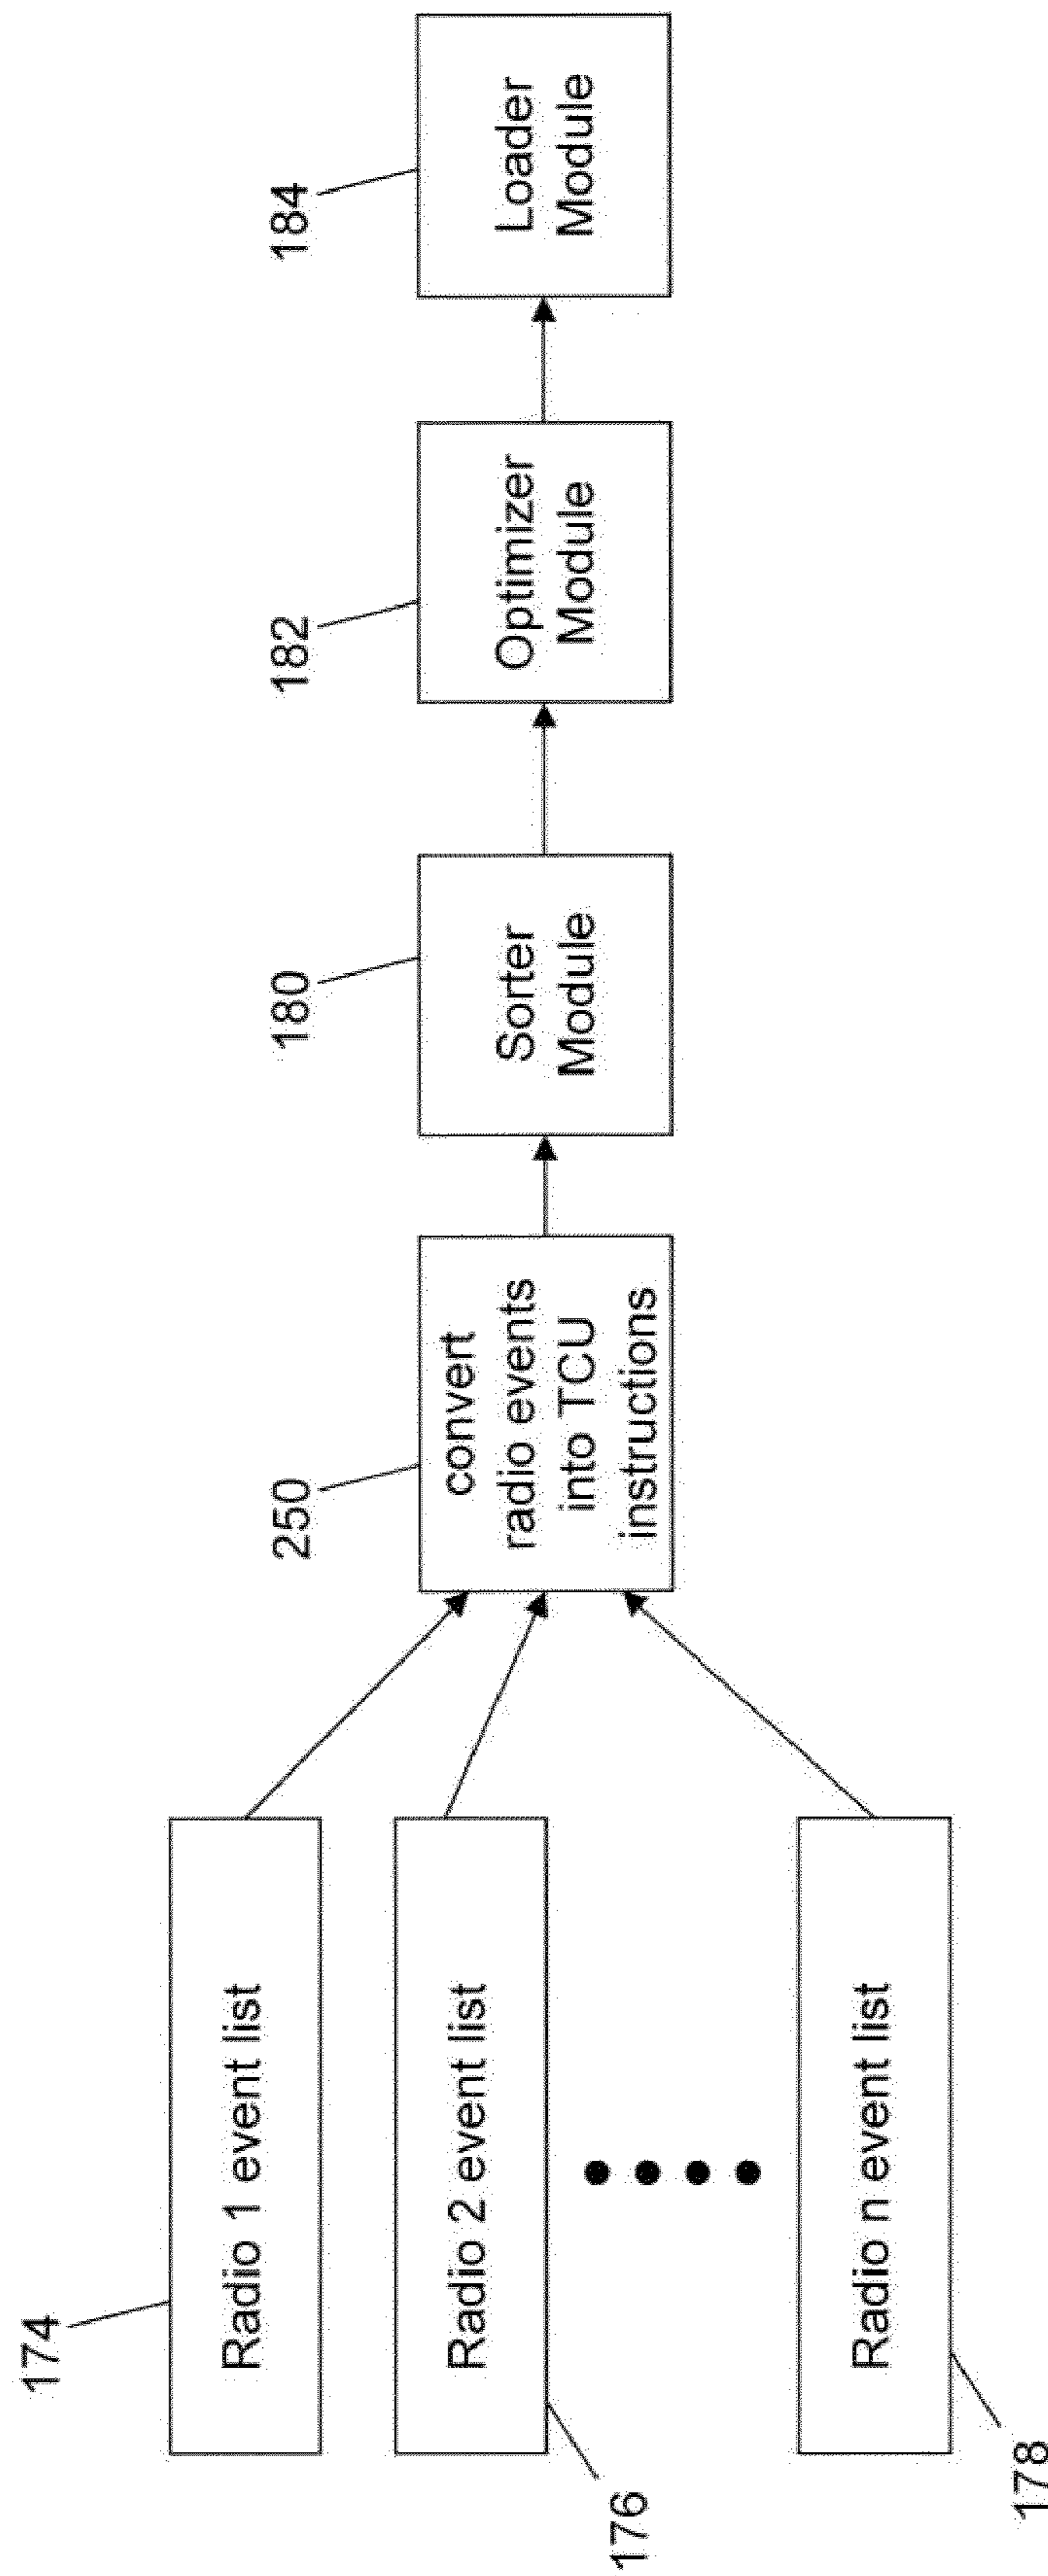 174
Radio 1 event list
Radio 2 event list
176
Radio n event list
178
250
convert
radio events
into TCU
instructions
180
Sorter
Module
182
Optimizer
Module
184
Loader
Module